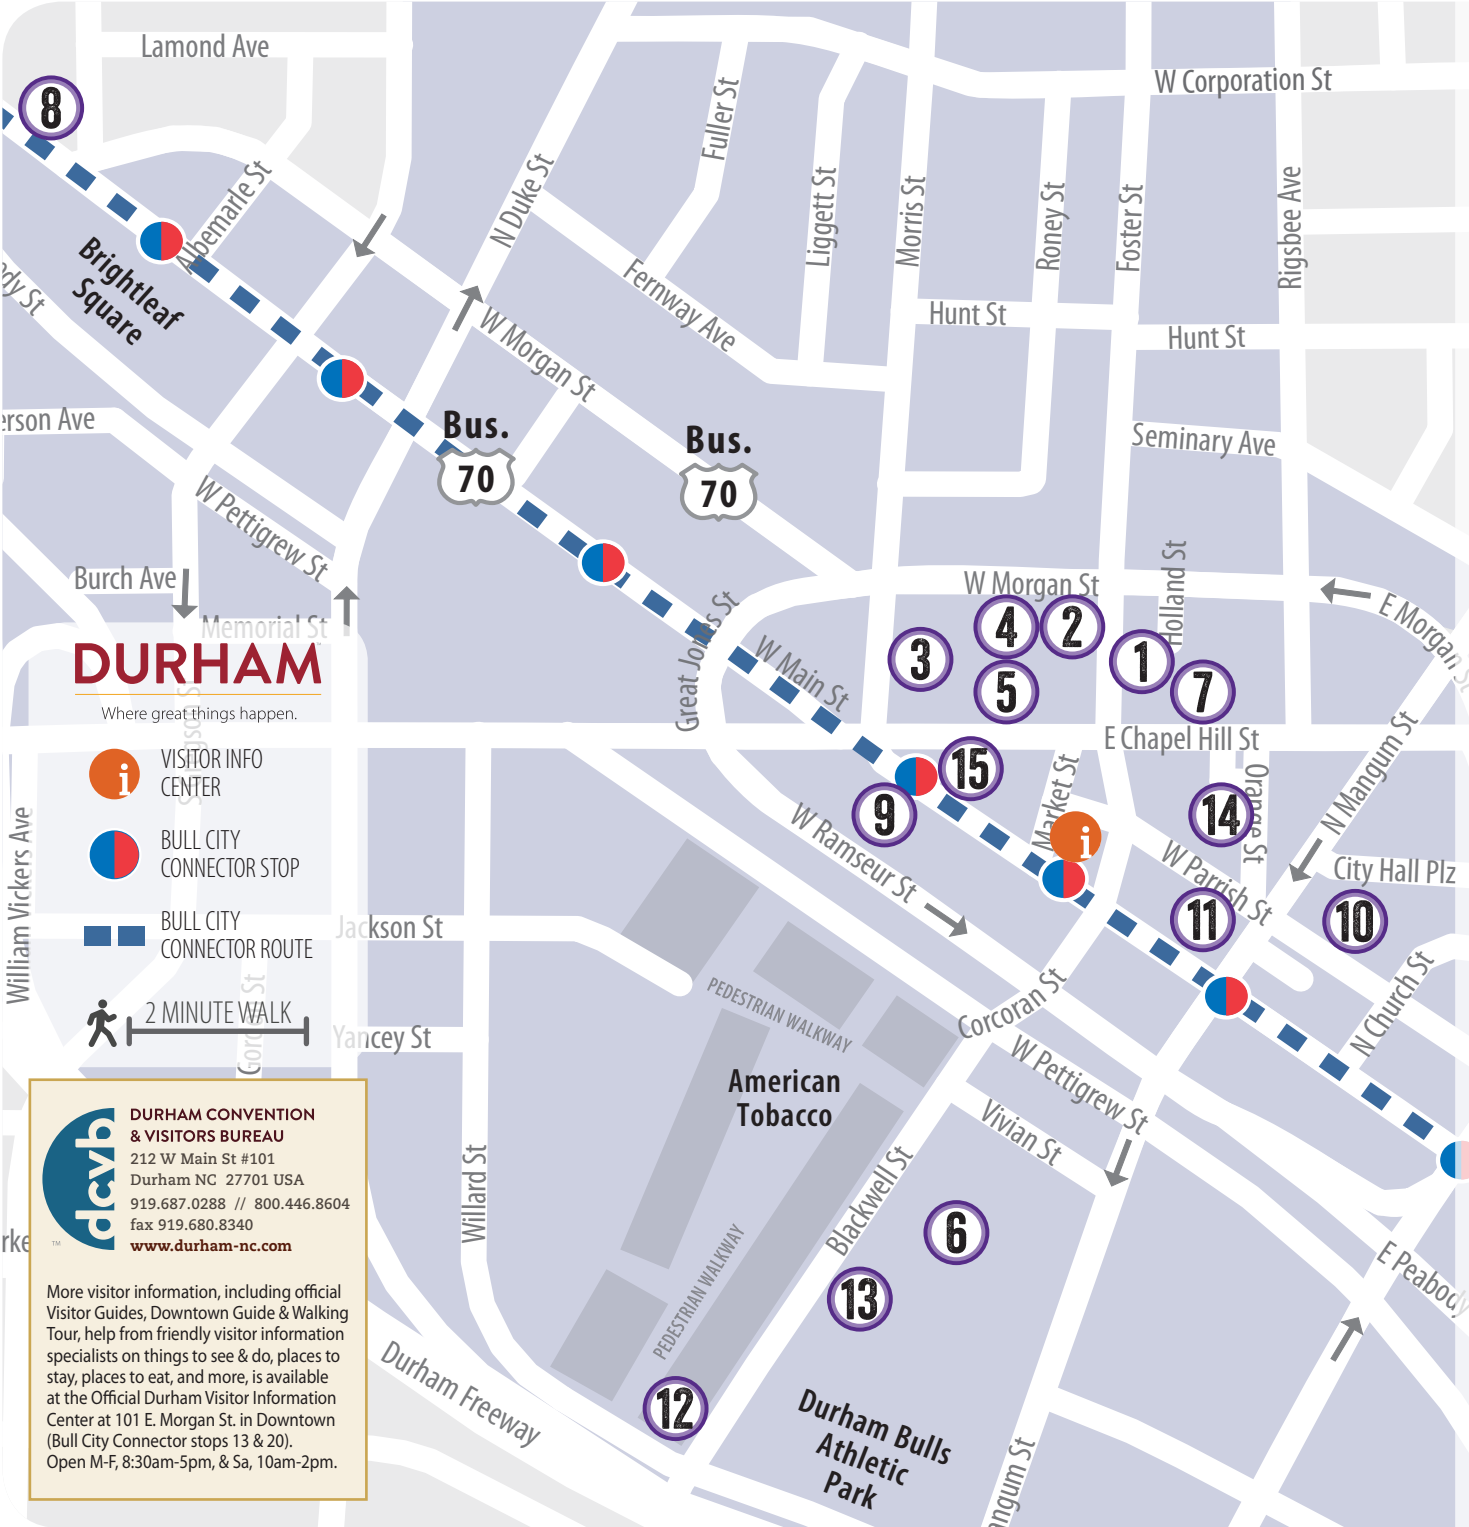 Lamond Ave
W Corporation St
8
Fuller St
Albemarle St
N Duke St
Liggett St
Morris St
Roney St
Foster St
Rigsbee Ave
Brightleaf
Square
dy St
Fernway Ave
Hunt St
Hunt St
W Morgan St
erson Ave
Bus.
70
Bus.
70
Seminary Ave
W Pettigrew St
Burch Ave
Memorial St
Great Jones St
W Morgan St
Holland St
E Morgan St
4
2
3
5
1
7
W Main St
DURHAM
Where great things happen.
E Chapel Hill St
N Mangum St
VISITOR INFO
CENTER
15
9
Market St
i
14
Orange St
W Ramseur St
W Parrish St
City Hall Plz
BULL CITY
CONNECTOR STOP
William Vickers Ave
11
10
BULL CITY
CONNECTOR ROUTE
Jackson St
N Church St
PEDESTRIAN WALKWAY
Corcoran St
2 MINUTE WALK
Yancey St
W Pettigrew St
American
Tobacco
Vivian St
Willard St
Blackwell St
6
13
E Peabody
PEDESTRIAN WALKWAY
12
Durham Freeway
Durham Bulls
Athletic
Park
angum St
rke
dcvb
TM
DURHAM CONVENTION
& VISITORS BUREAU
212 W Main St #101
Durham NC 27701 USA
919.687.0288 // 800.446.8604
fax 919.680.8340
www.durham-nc.com
More visitor information, including official
Visitor Guides, Downtown Guide & Walking
Tour, help from friendly visitor information
specialists on things to see & do, places to
stay, places to eat, and more, is available
at the Official Durham Visitor Information
Center at 101 E. Morgan St. in Downtown
(Bull City Connector stops 13 & 20).
Open M-F, 8:30am-5pm, & Sa, 10am-2pm.